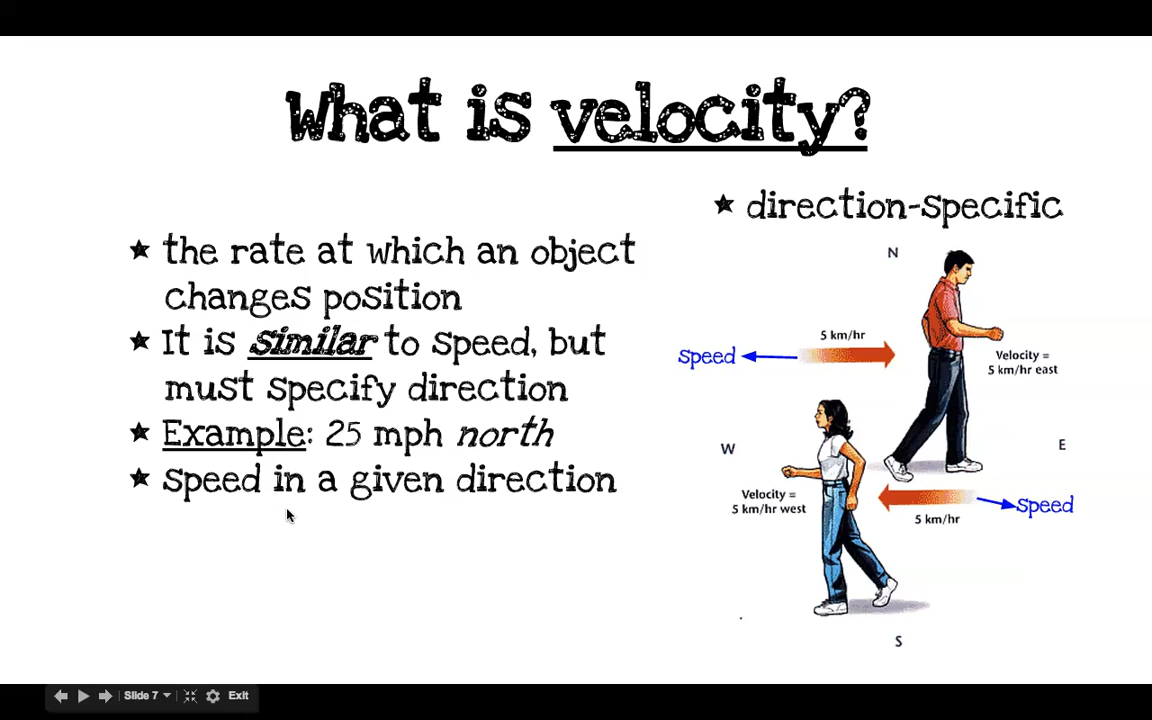 What is velocity?
★ direction-specific
★ the rate at which an object
changes position
★ It is similar to speed, but
must specify direction
★ Example: 25 mph north
★ speed in a given direction
N
5 km/hr
speed
Velocity =
5 km/hr east
W
E
Velocity =
5 km/hr west
speed
5 km/hr
S
Slide 7
Exit